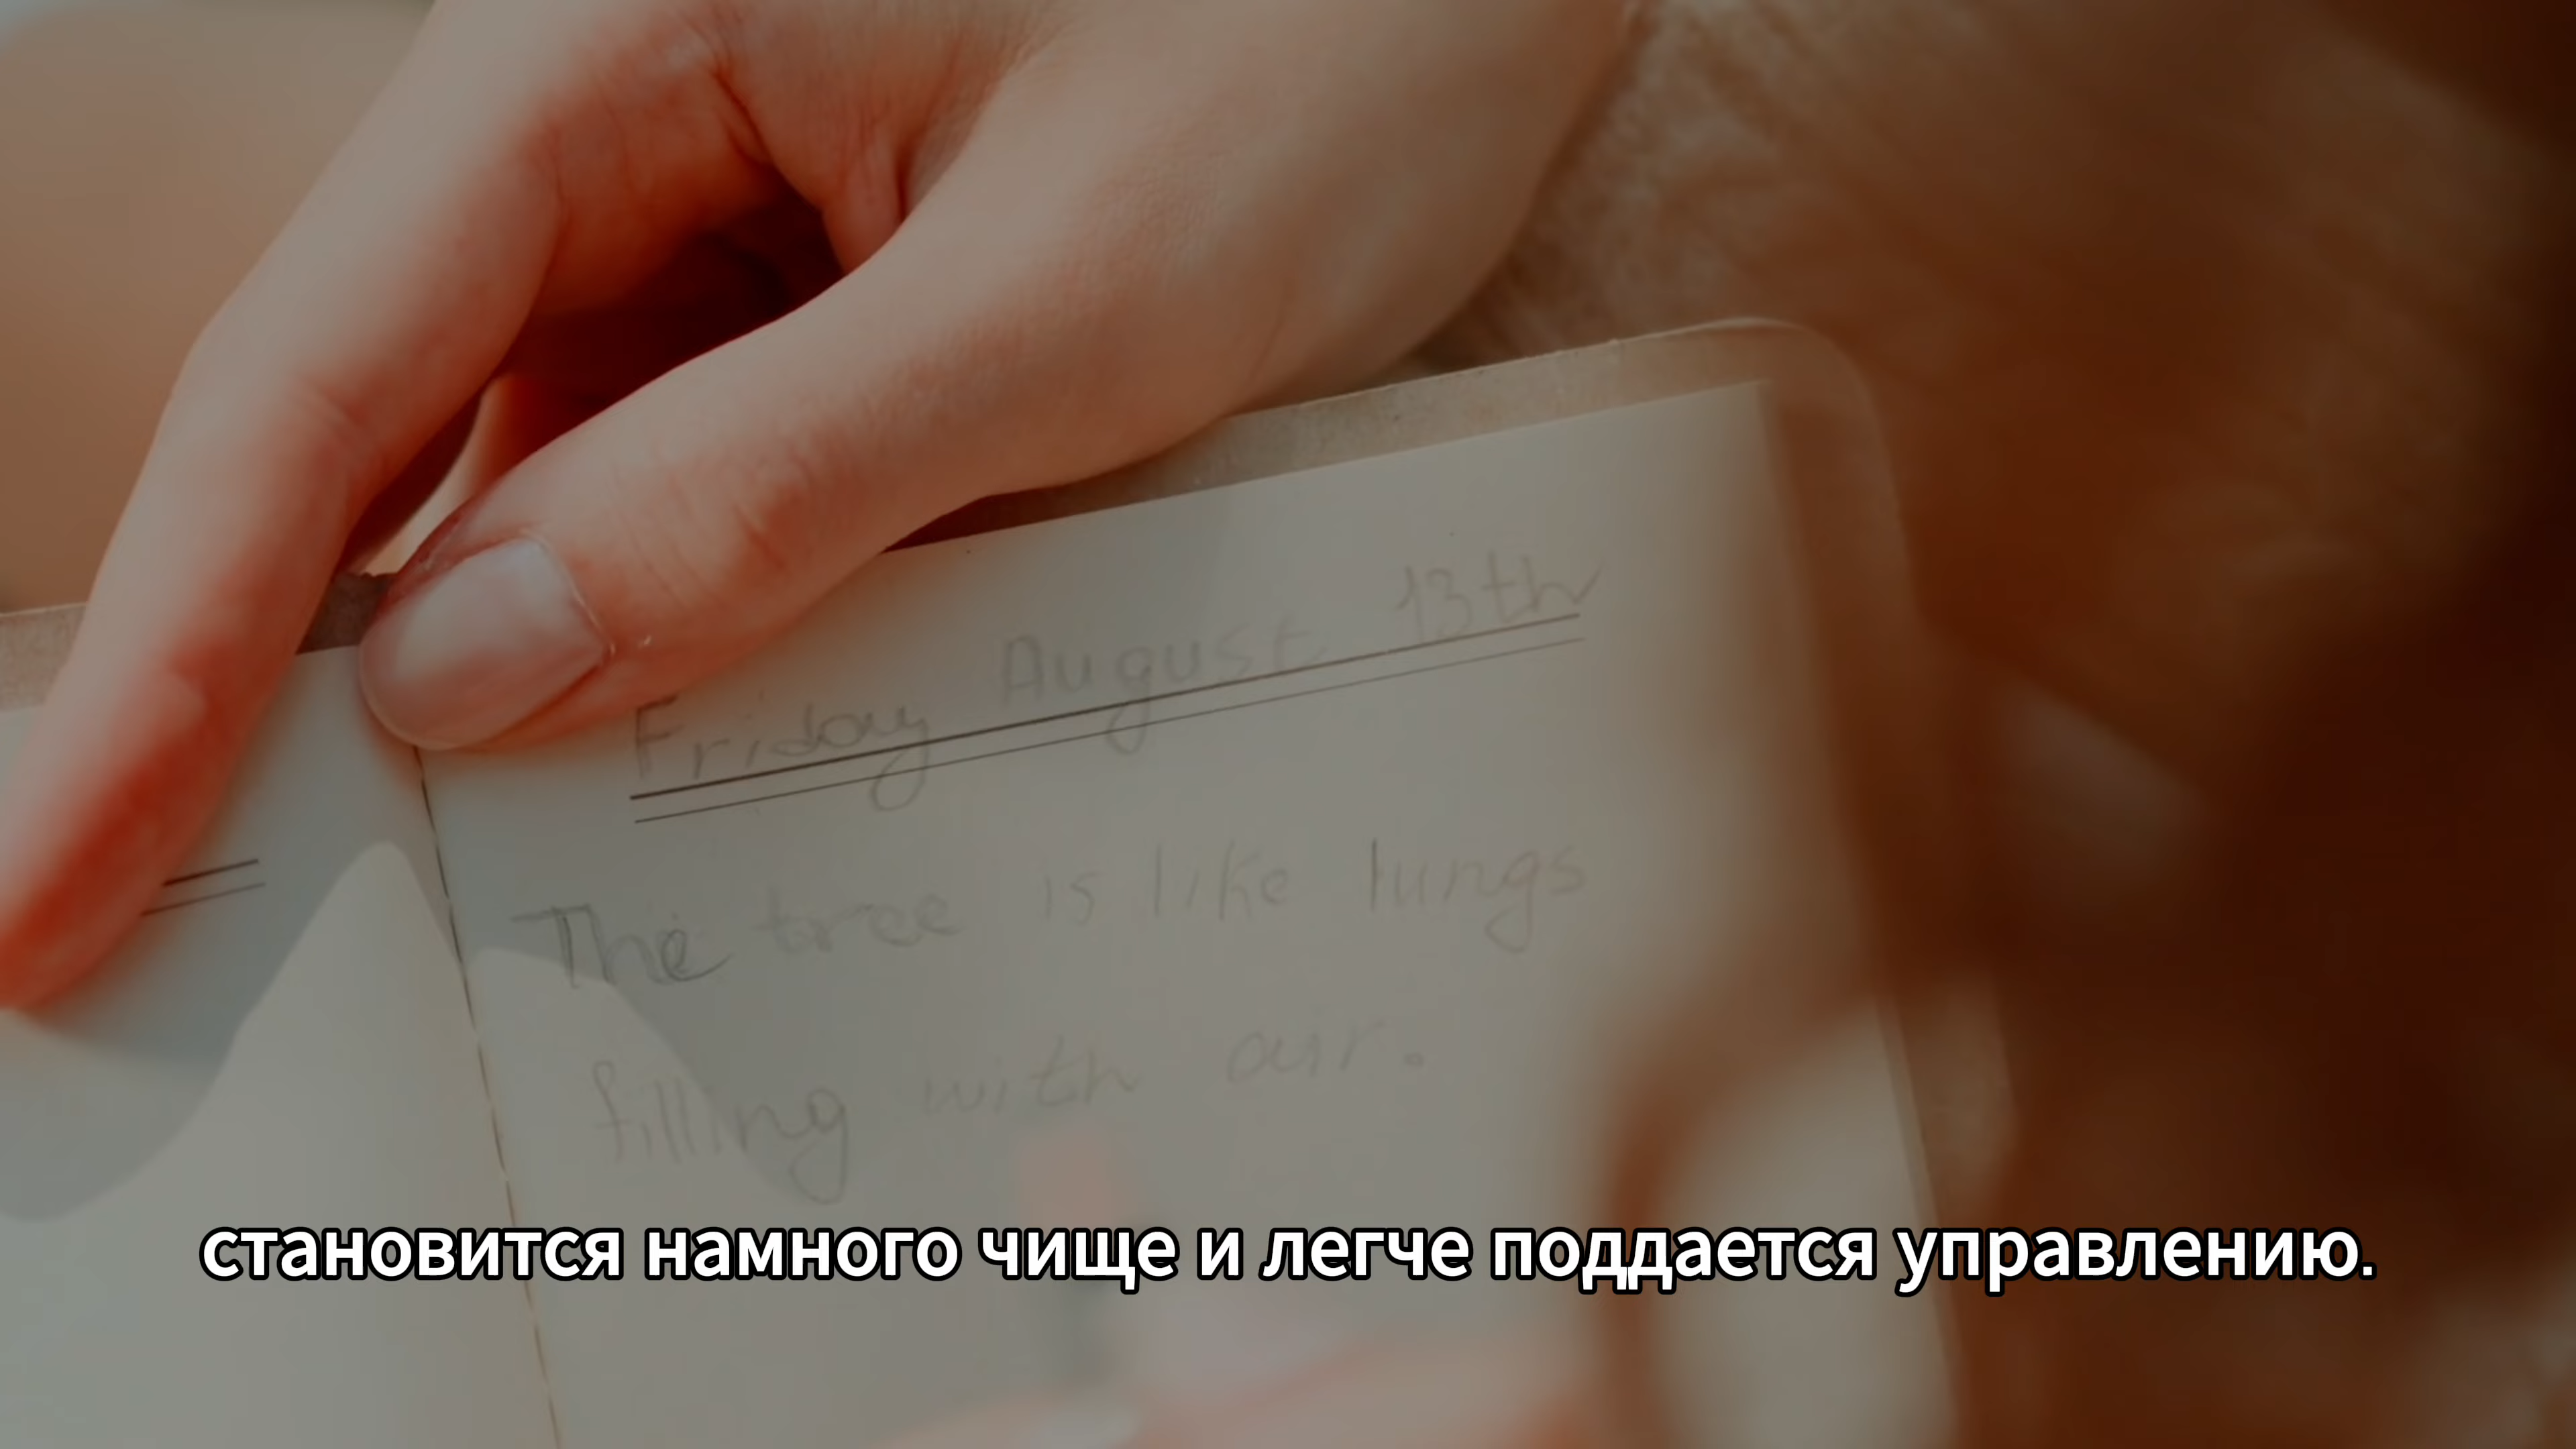 Friday August 13th
The tree is like lungs
filling with air.
становится намного чище и легче поддается управлению.